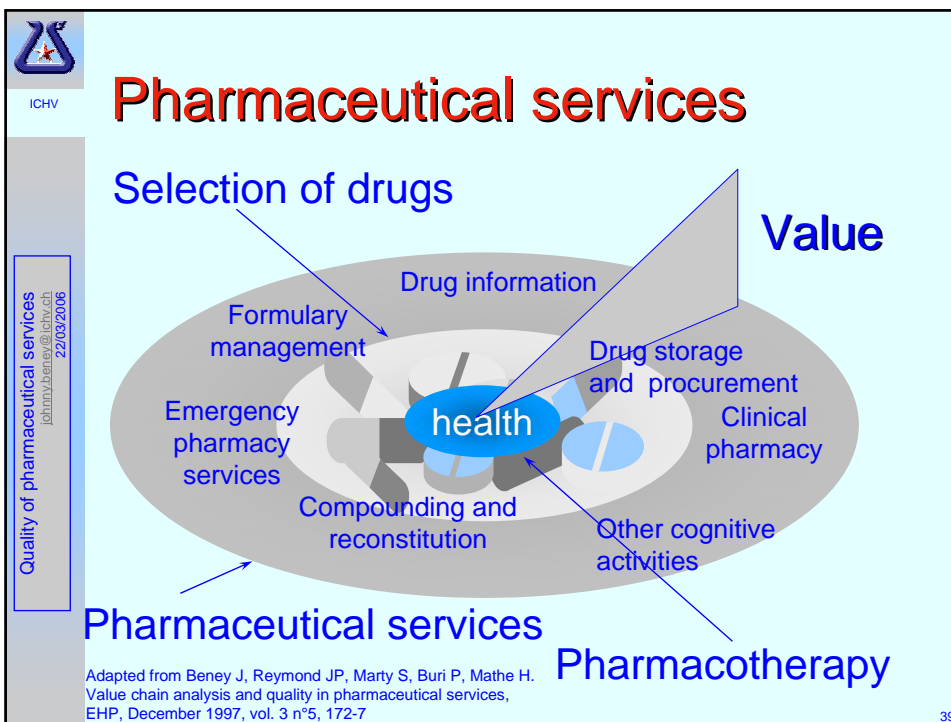 ICHV
Pharmaceutical services
Selection of drugs
Value
Drug information
Formulary
management
Drug storage
and procurement
Emergency
pharmacy
services
health
Clinical
pharmacy
Compounding and
reconstitution
Other cognitive
activities
Pharmaceutical services
Pharmacotherapy
Adapted from Beney J, Reymond JP, Marty S, Buri P, Mathe H.
Value chain analysis and quality in pharmaceutical services,
EHP, December 1997, vol. 3 n°5, 172-7
Quality of pharmaceutical services
johnny.beney@ichv.ch
22/03/2006
39